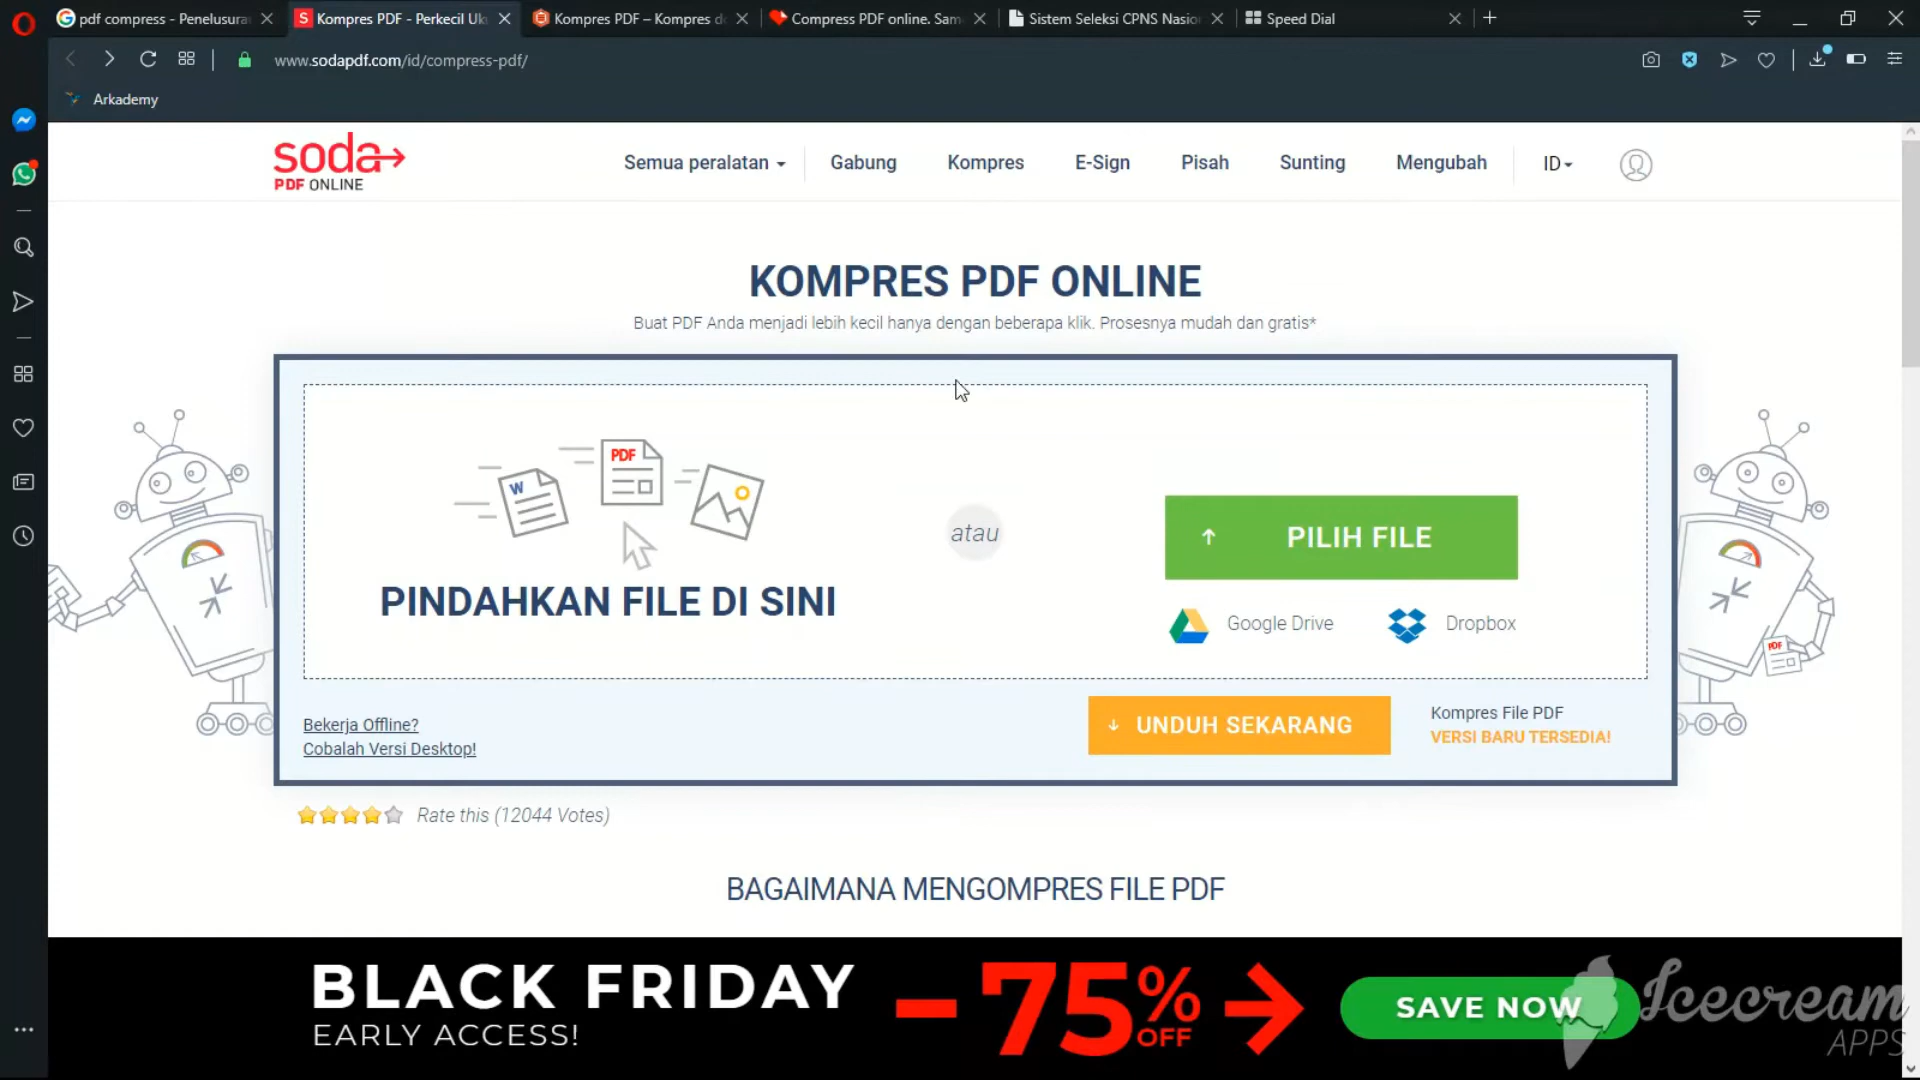 pdf compress - Penelusura
Kompres PDF - Perkecil Uk
Kompres PDF – Kompres d
Compress PDF online. Sam
Sistem Seleksi CPNS Nasio
Speed Dial
www.sodapdf.com/id/compress-pdf/
Arkademy
soda
PDF ONLINE
Semua peralatan
Gabung
Kompres
E-Sign
Pisah
Sunting
Mengubah
ID
KOMPRES PDF ONLINE
Buat PDF Anda menjadi lebih kecil hanya dengan beberapa klik. Prosesnya mudah dan gratis*
W
PDF
PINDAHKAN FILE DI SINI
atau
PILIH FILE
Google Drive
Dropbox
PDF
Bekerja Offline?
Cobalah Versi Desktop!
UNDUH SEKARANG
Kompres File PDF
VERSI BARU TERSEDIA!
Rate this (12044 Votes)
BAGAIMANA MENGOMPRES FILE PDF
BLACK FRIDAY
EARLY ACCESS!
-75% OFF
SAVE NOW
Icecream
APPS